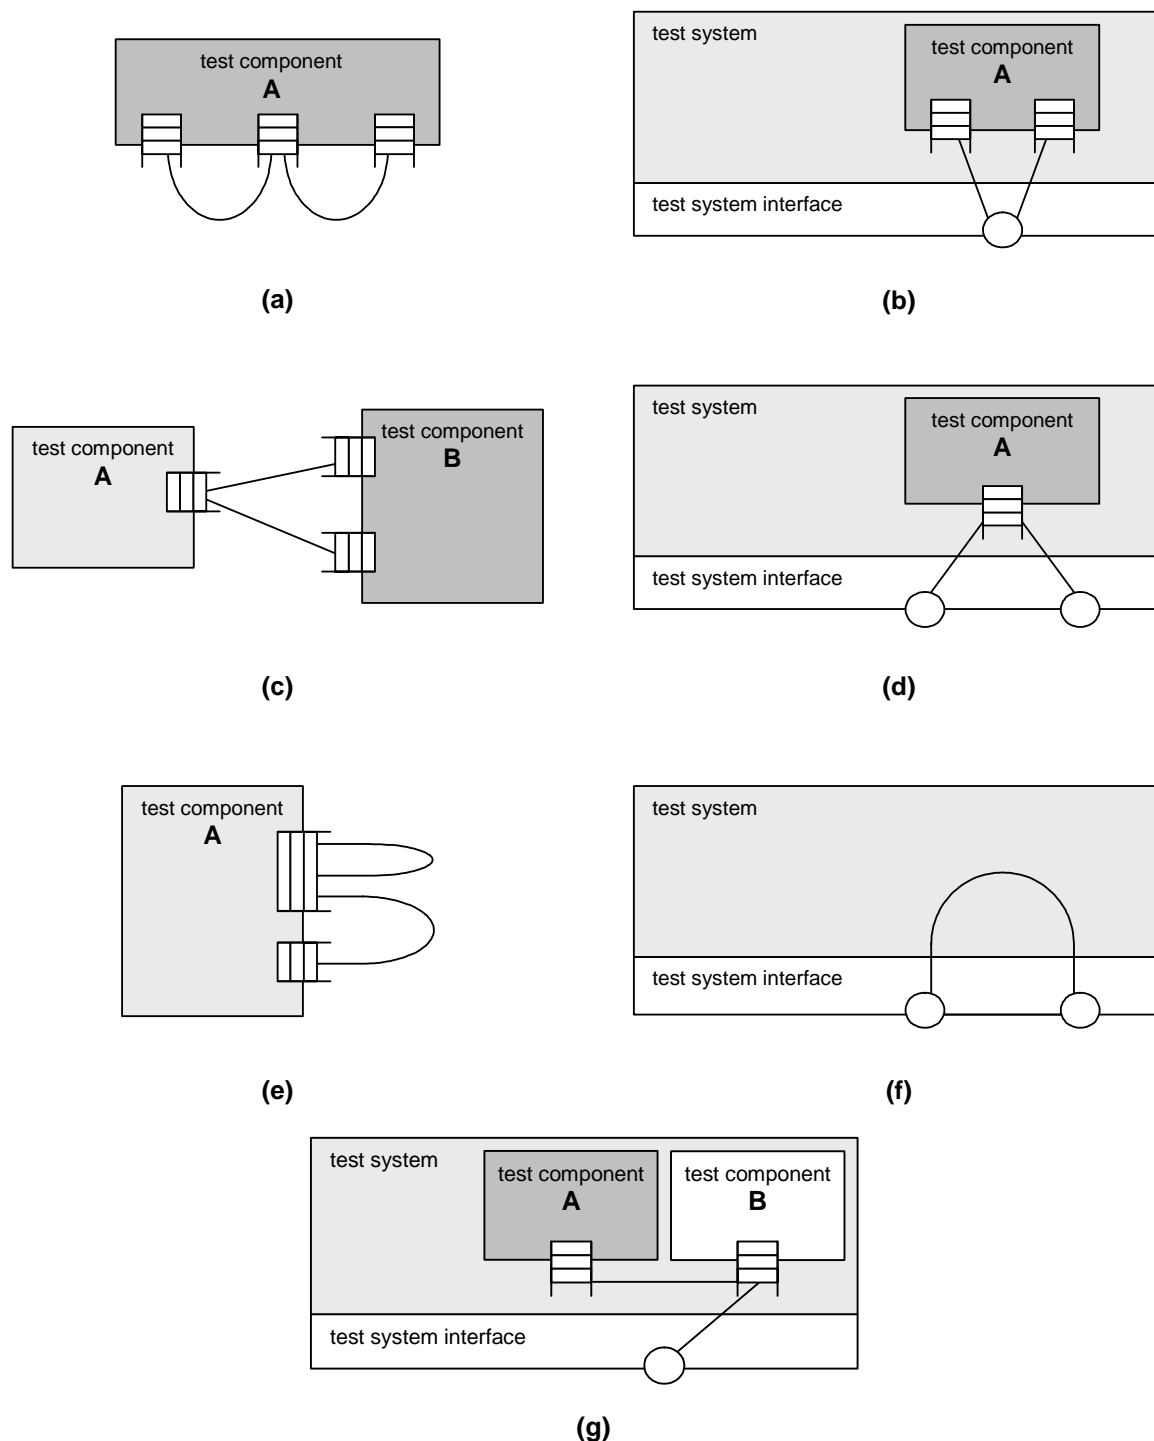 test component
A
(a)
test system
test component
A
test system interface
(b)
test component
A
test component
B
(c)
test system
test component
A
test system interface
(d)
test component
A
(e)
test system
test system interface
(f)
test system
test component
A
test component
B
test system interface
(g)